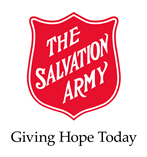 THE
SALVATION
ARMY
Giving Hope Today